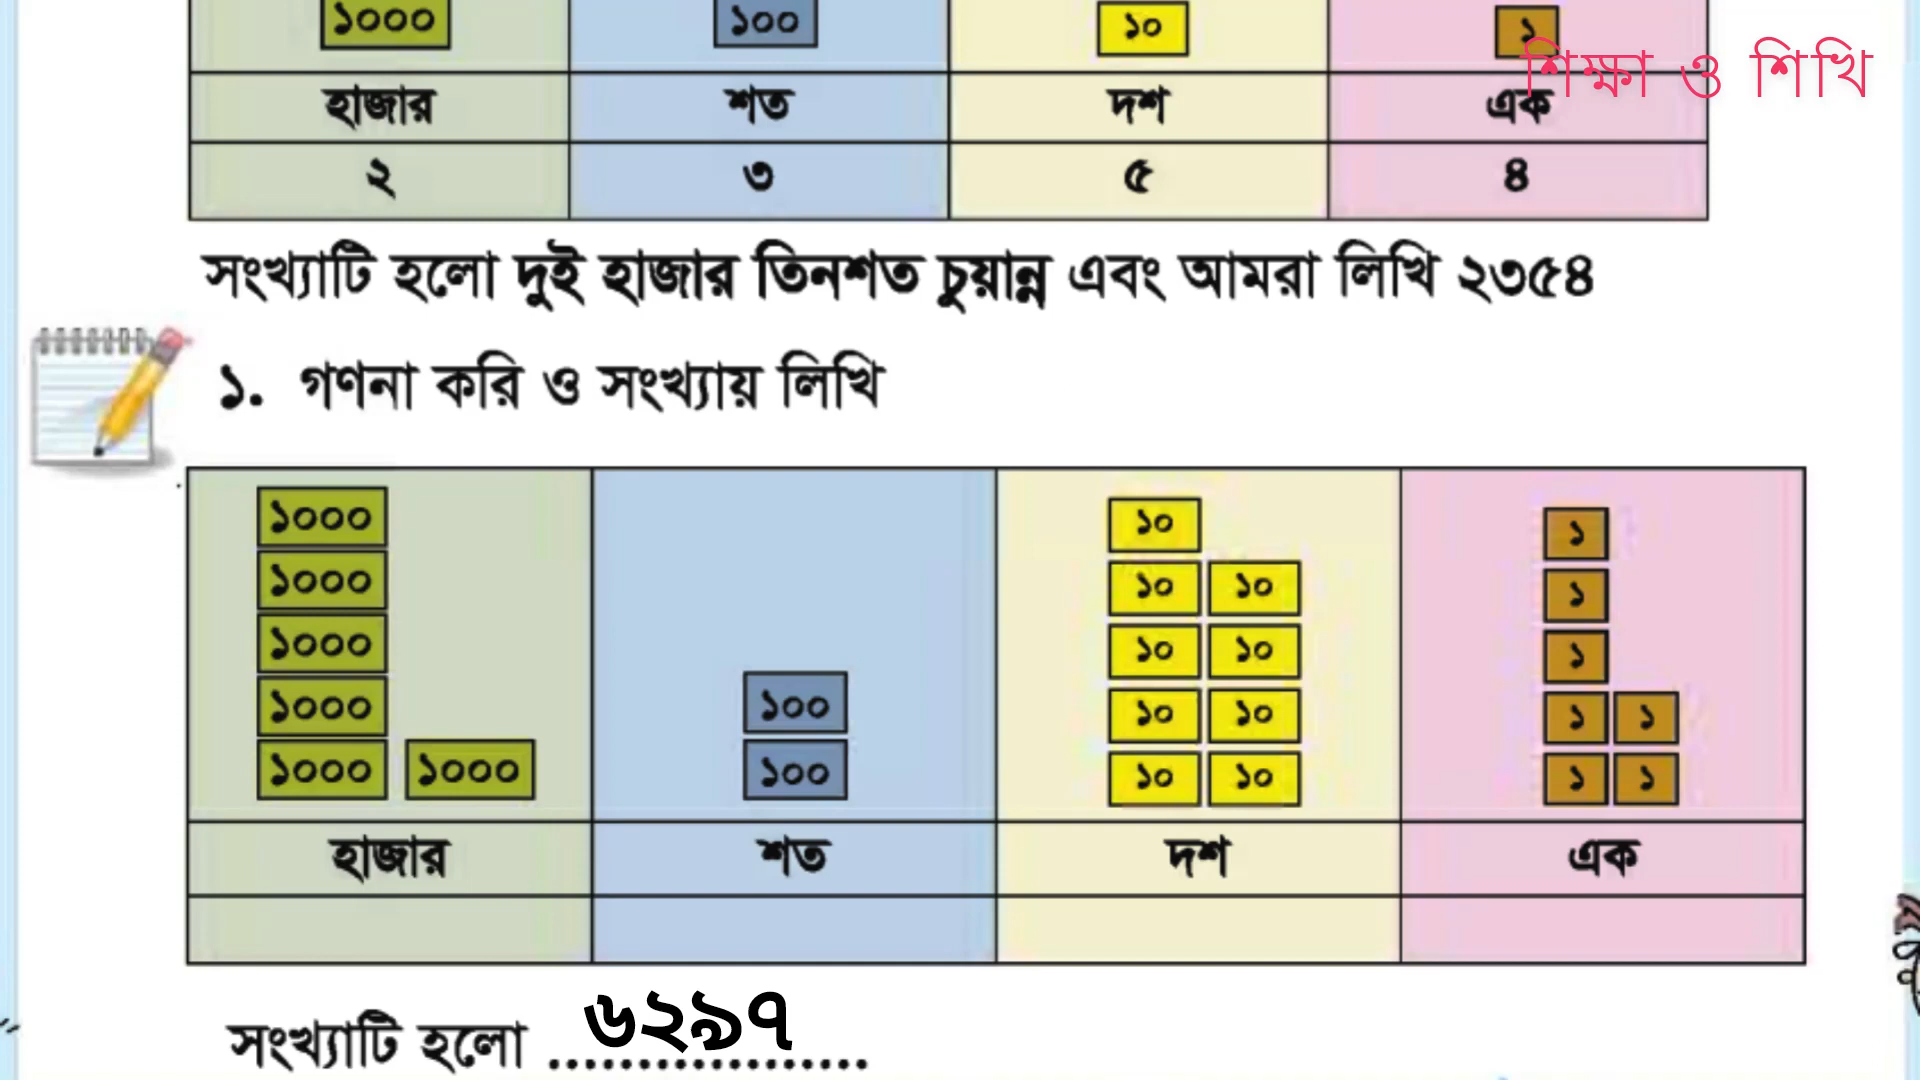 ১০০০ ১০০ ১০ ১
শিক্ষা ও শিখি
হাজার শত দশ এক
২ ৩ ৫ ৪
সংখ্যাটি হলো দুই হাজার তিনশত চুয়ান্ন এবং আমরা লিখি ২৩৫৪
১. গণনা করি ও সংখ্যায় লিখি
১০০০ ১০ ১
১০০০ ১০ ১০ ১
১০০০ ১০ ১০ ১
১০০০ ১০০ ১০ ১০ ১ ১
১০০০ ১০০০ ১০০ ১০ ১০ ১ ১
হাজার শত দশ এক
সংখ্যাটি হলো ৬২৯৭